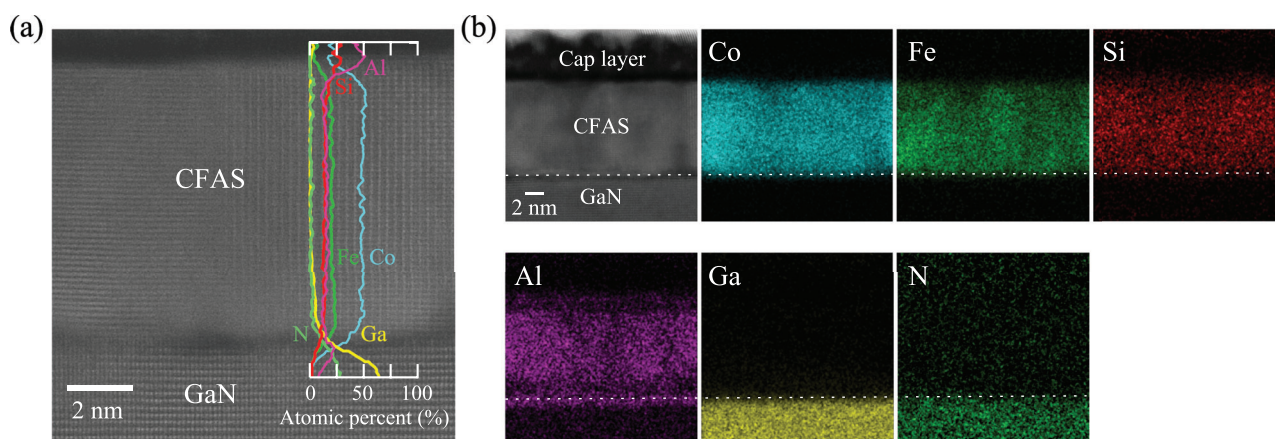 (a)
Al
Si
CFAS
Fe Co
N Ga
2 nm
GaN
0 50 100
Atomic percent (%)
(b)
Cap layer
CFAS
2 nm
GaN
Co
Fe
Si
Al
Ga
N